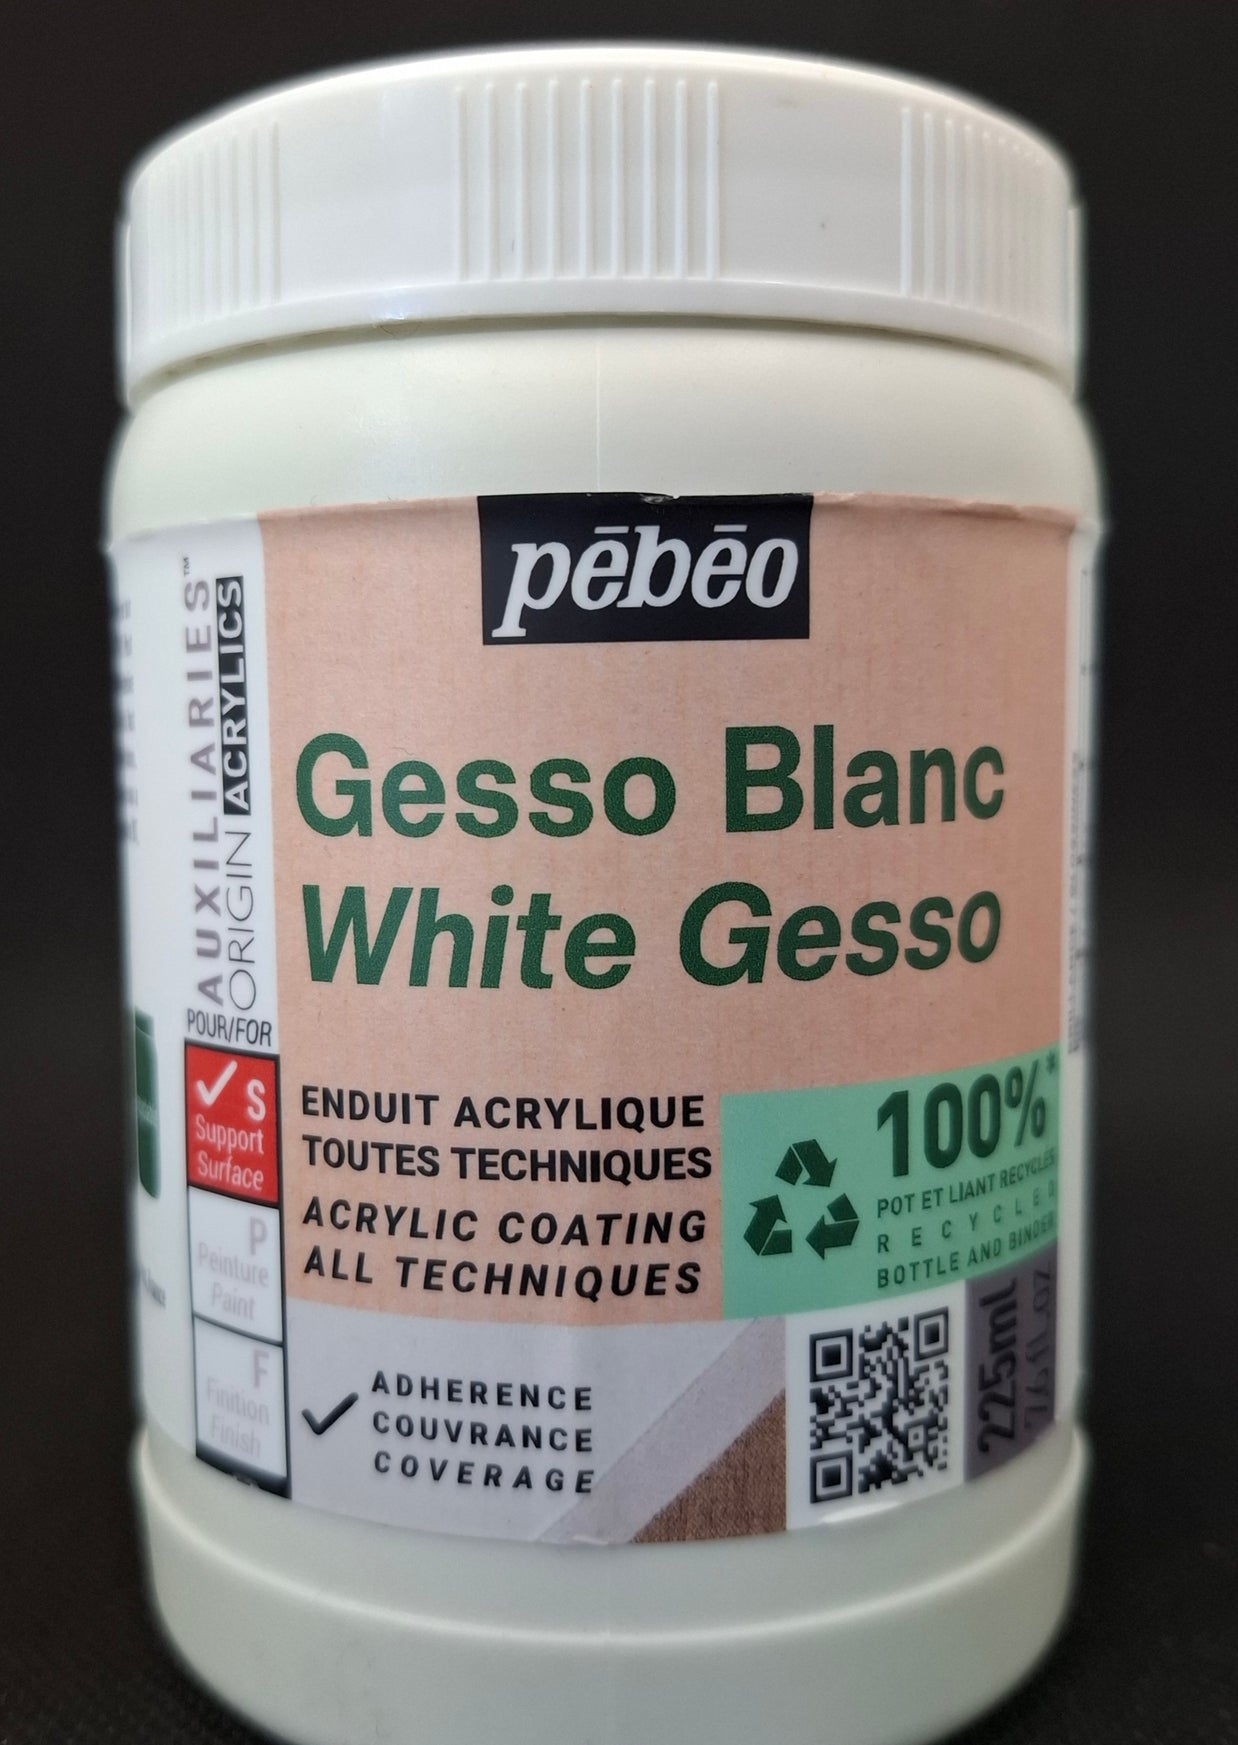 pēbēo
AUXILIARIES™
ORIGIN ACRYLICS
POUR/FOR
S
Support
Surface
P
Peinture
Paint
F
Finition
Finish
Gesso Blanc
White Gesso
ENDUIT ACRYLIQUE
TOUTES TECHNIQUES
ACRYLIC COATING
ALL TECHNIQUES
100%*
POT ET LIANT RECYCLÉS
RECYCLED
BOTTLE AND BINDER
ADHERENCE
COUVRANCE
COVERAGE
225ml
7.6 fl.oz